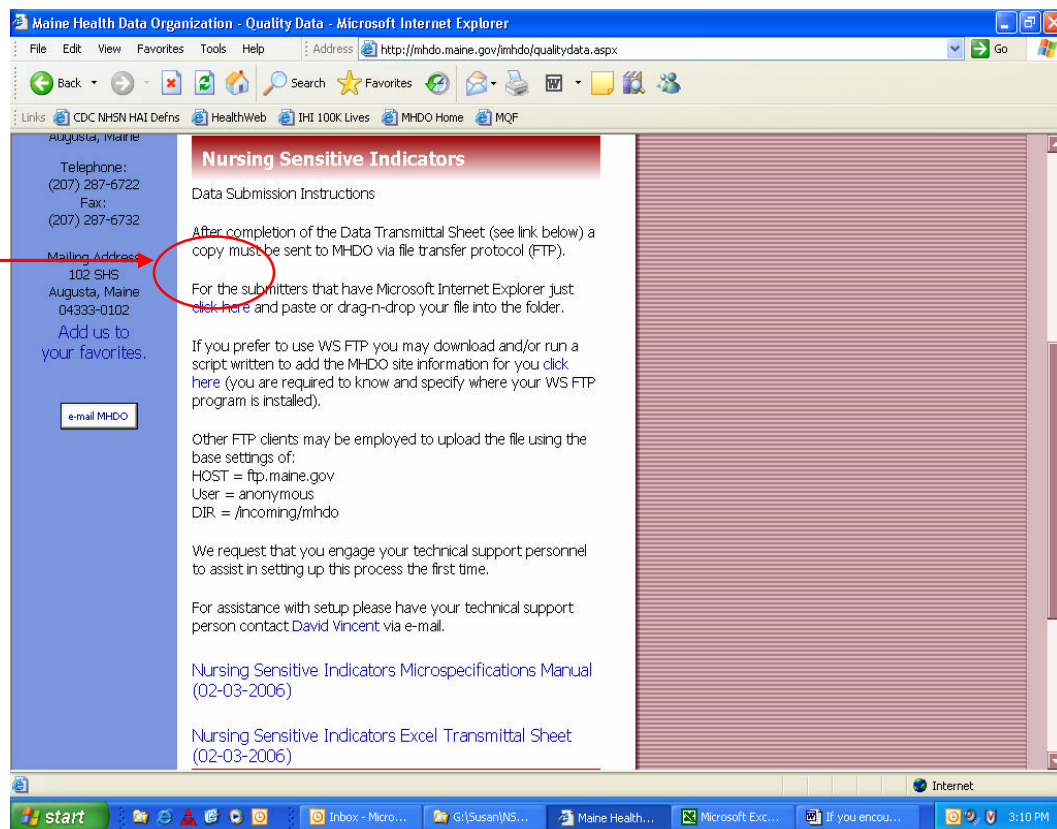 Maine Health Data Organization - Quality Data - Microsoft Internet Explorer
File Edit View Favorites Tools Help Address http://mhdo.maine.gov/imhdo/qualitydata.aspx Go
Back Search Favorites
Links CDC NHSN HAI Defns HealthWeb IHI 100K Lives MHDO Home MQF
Augusta, Maine
Telephone:
(207) 287-6722
Fax:
(207) 287-6732
Mailing Address
102 SHS
Augusta, Maine
04333-0102
Add us to
your favorites.
e-mail MHDO
Nursing Sensitive Indicators
Data Submission Instructions
After completion of the Data Transmittal Sheet (see link below) a
copy must be sent to MHDO via file transfer protocol (FTP).
For the submitters that have Microsoft Internet Explorer just
click here and paste or drag-n-drop your file into the folder.
If you prefer to use WS FTP you may download and/or run a
script written to add the MHDO site information for you click
here (you are required to know and specify where your WS FTP
program is installed).
Other FTP clients may be employed to upload the file using the
base settings of:
HOST = ftp.maine.gov
User = anonymous
DIR = /incoming/mhdo
We request that you engage your technical support personnel
to assist in setting up this process the first time.
For assistance with setup please have your technical support
person contact David Vincent via e-mail.
Nursing Sensitive Indicators Microspecifications Manual
(02-03-2006)
Nursing Sensitive Indicators Excel Transmittal Sheet
(02-03-2006)
Internet
start Inbox - Micro... G:\Susan\NS... Maine Health... Microsoft Exc... If you encou... 3:10 PM